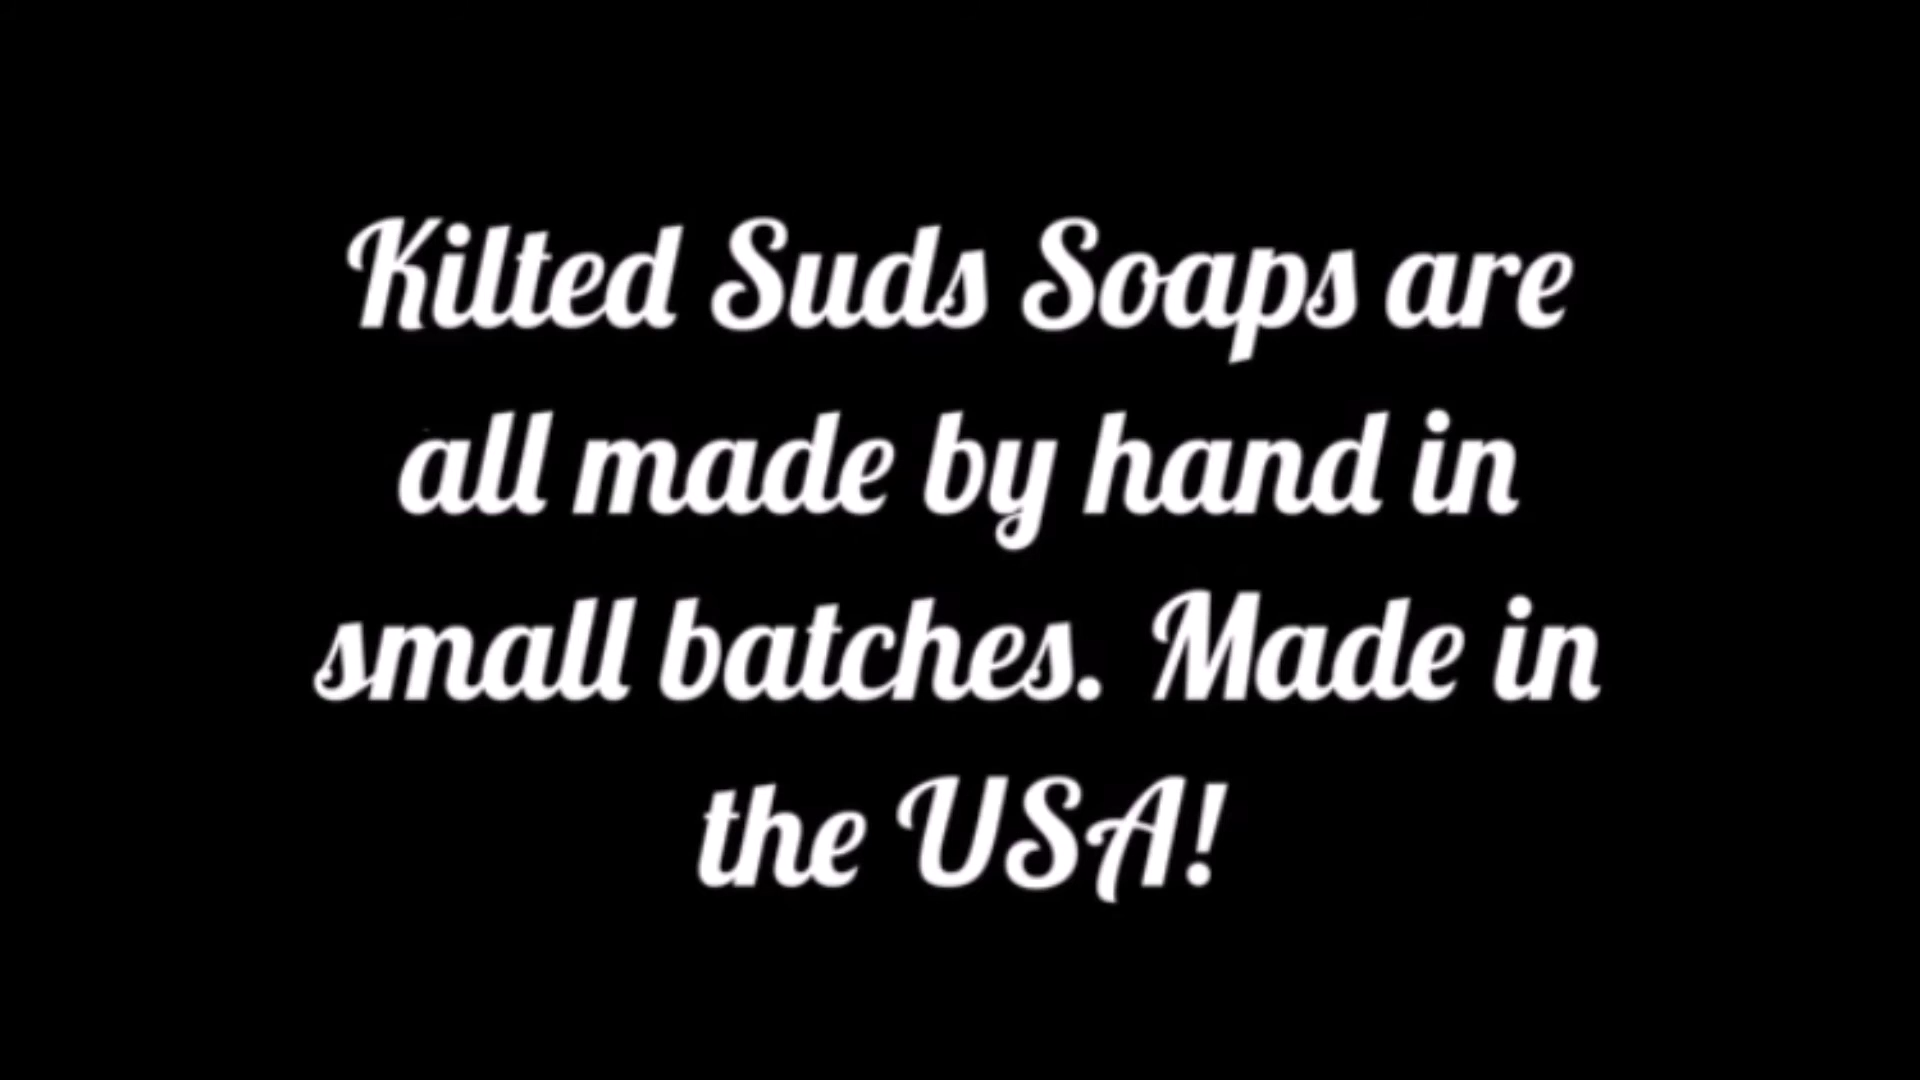 Kilted Suds Soaps are
all made by hand in
small batches. Made in
the USA!